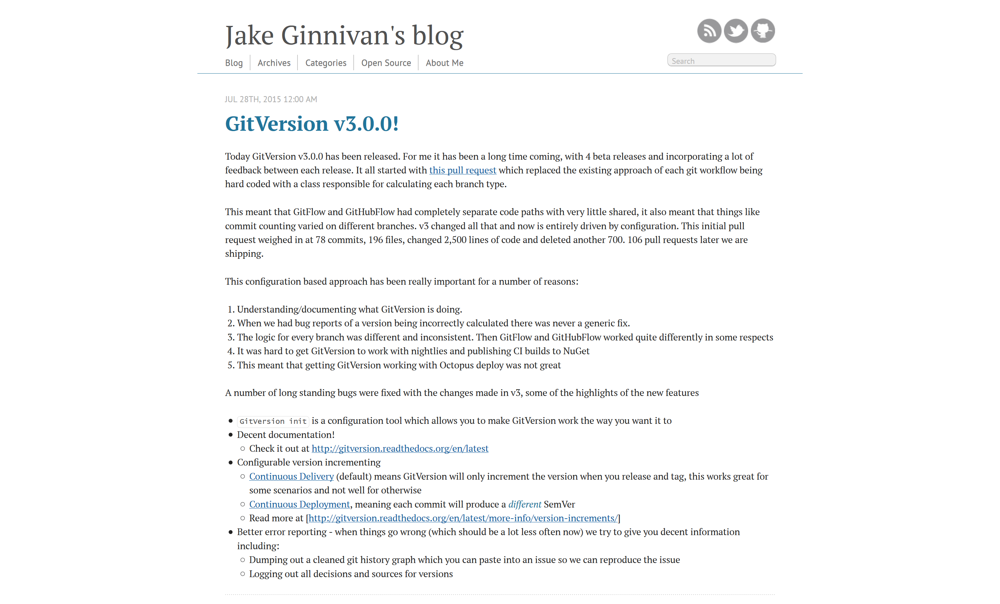 Jake Ginnivan's blog
Blog
Archives
Categories
Open Source
About Me
Search
JUL 28TH, 2015 12:00 AM
GitVersion v3.0.0!
Today GitVersion v3.0.0 has been released. For me it has been a long time coming, with 4 beta releases and incorporating a lot of
feedback between each release. It all started with this pull request which replaced the existing approach of each git workflow being
hard coded with a class responsible for calculating each branch type.
This meant that GitFlow and GitHubFlow had completely separate code paths with very little shared, it also meant that things like
commit counting varied on different branches. v3 changed all that and now is entirely driven by configuration. This initial pull
request weighed in at 78 commits, 196 files, changed 2,500 lines of code and deleted another 700. 106 pull requests later we are
shipping.
This configuration based approach has been really important for a number of reasons:
1. Understanding/documenting what GitVersion is doing.
2. When we had bug reports of a version being incorrectly calculated there was never a generic fix.
3. The logic for every branch was different and inconsistent. Then GitFlow and GitHubFlow worked quite differently in some respects
4. It was hard to get GitVersion to work with nightlies and publishing CI builds to NuGet
5. This meant that getting GitVersion working with Octopus deploy was not great
A number of long standing bugs were fixed with the changes made in v3, some of the highlights of the new features
• GitVersion init is a configuration tool which allows you to make GitVersion work the way you want it to
• Decent documentation!
○ Check it out at http://gitversion.readthedocs.org/en/latest
• Configurable version incrementing
○ Continuous Delivery (default) means GitVersion will only increment the version when you release and tag, this works great for
some scenarios and not well for otherwise
○ Continuous Deployment, meaning each commit will produce a different SemVer
○ Read more at [http://gitversion.readthedocs.org/en/latest/more-info/version-increments/]
• Better error reporting - when things go wrong (which should be a lot less often now) we try to give you decent information
including:
○ Dumping out a cleaned git history graph which you can paste into an issue so we can reproduce the issue
○ Logging out all decisions and sources for versions